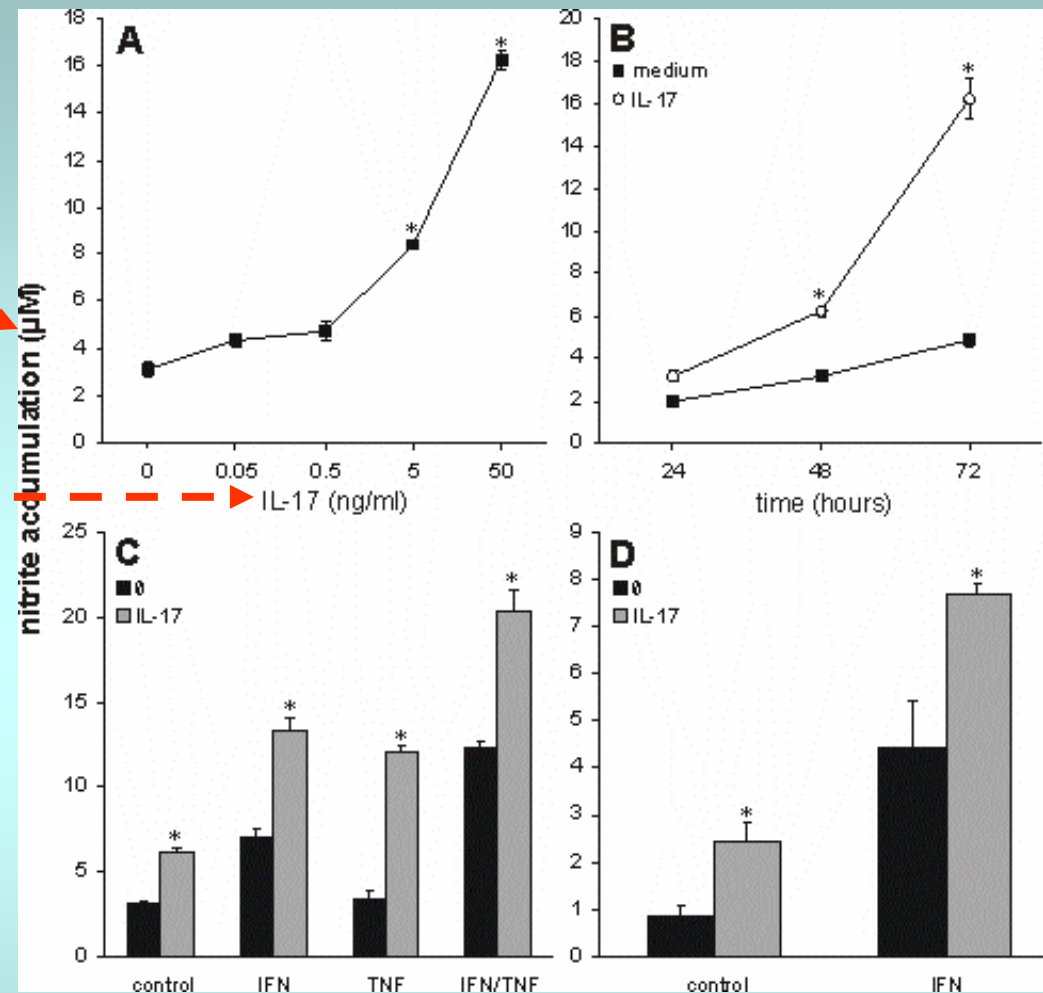 nitrite accumulation (µM)
A
18
16
14
12
10
8
6
4
2
0
*
*
0 0.05 0.5 5 50
IL-17 (ng/ml)
B
■ medium
○ IL-17
20
18
16
14
12
10
8
6
4
2
0
*
*
24 48 72
time (hours)
C
■ 0
■ IL-17
25
20
15
10
5
0
* * * *
control IFN TNF IFN/TNF
D
■ 0
■ IL-17
9
8
7
6
5
4
3
2
1
0
* *
control IFN